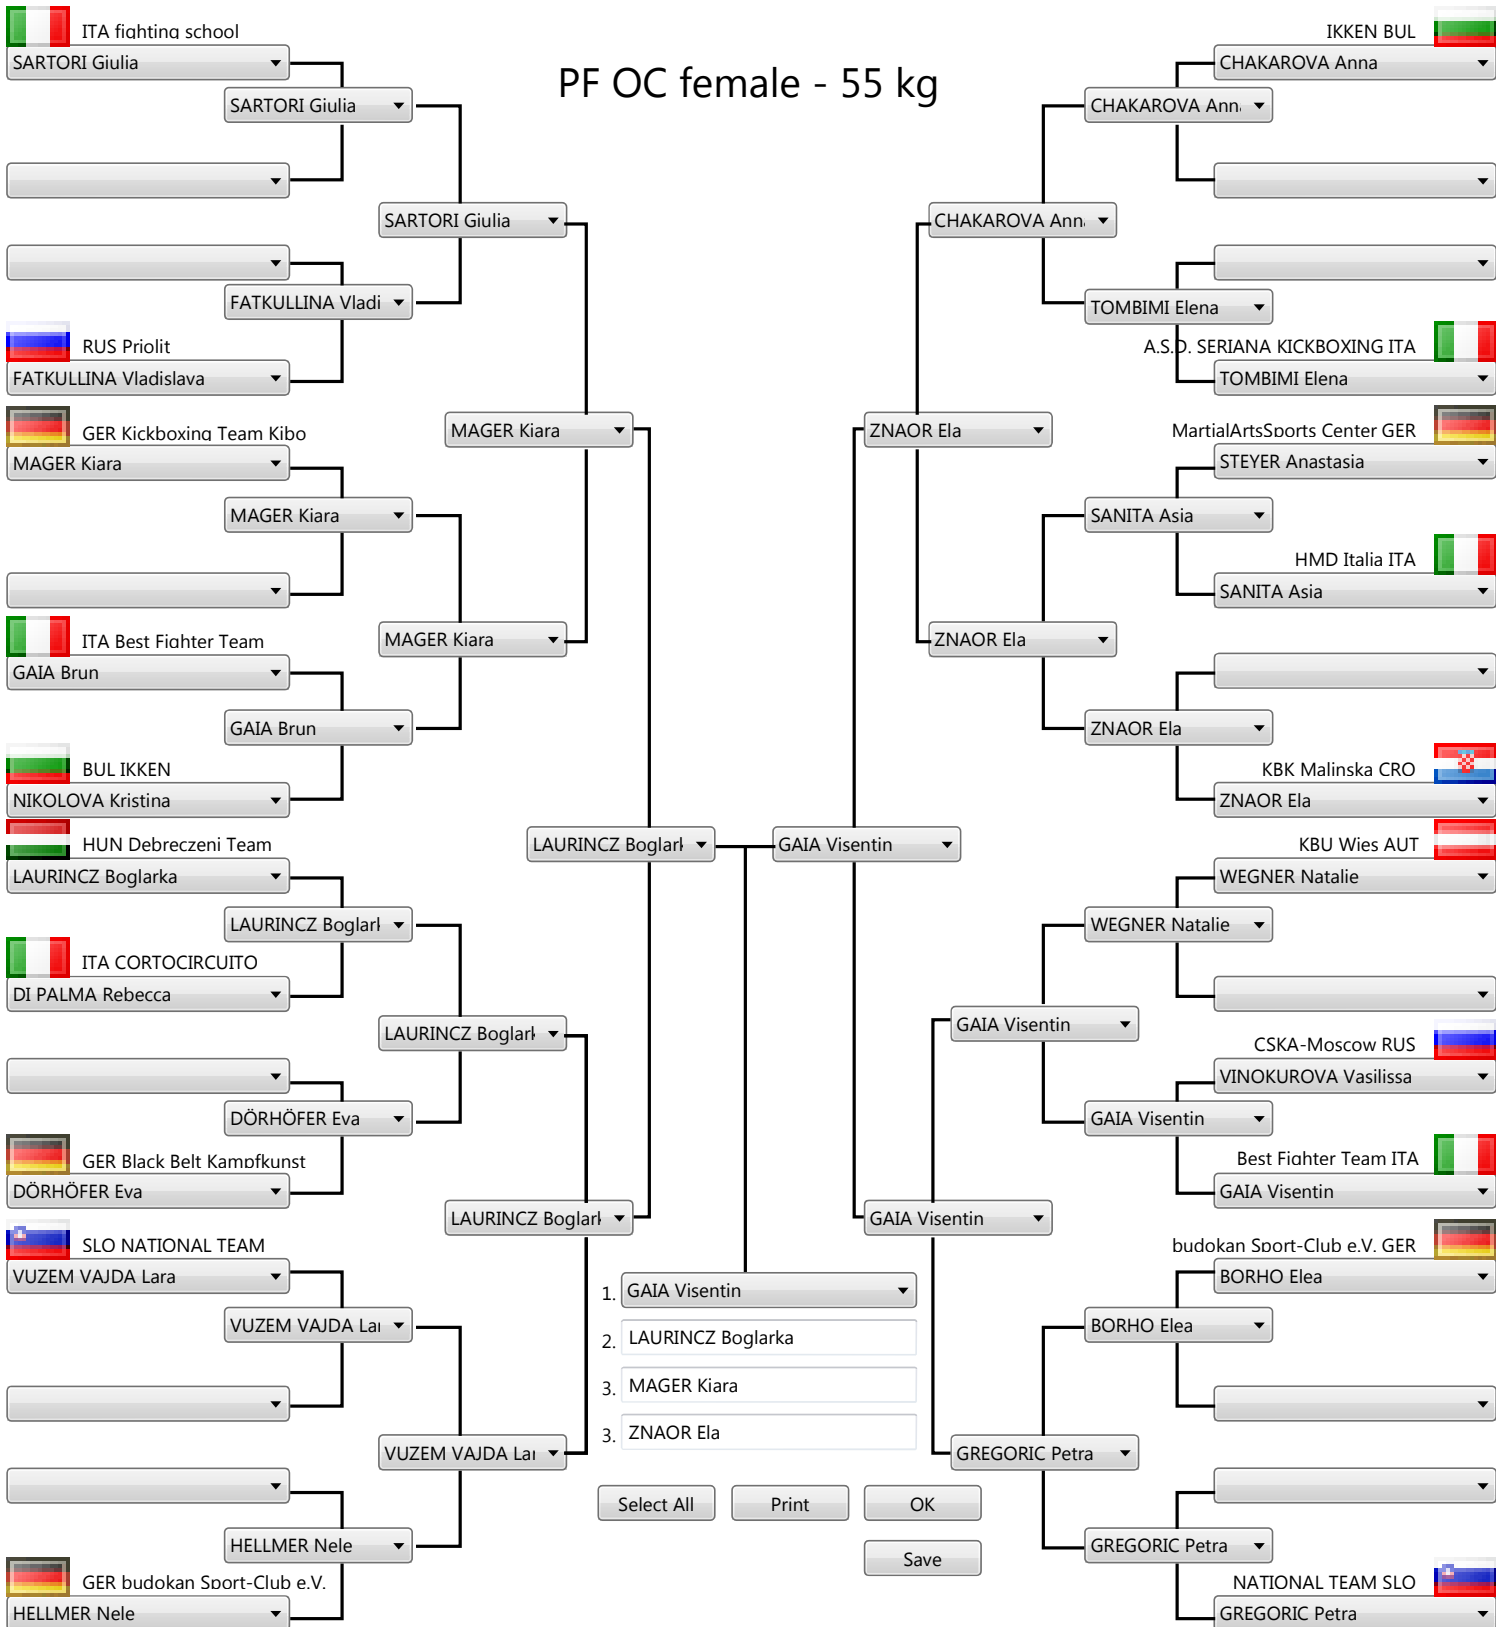 PF OC female - 55 kg
ITA fighting school
SARTORI Giulia
SARTORI Giulia
SARTORI Giulia
FATKULLINA Vladi
RUS Priolit
FATKULLINA Vladislava
GER Kickboxing Team Kibo
MAGER Kiara
MAGER Kiara
MAGER Kiara
MAGER Kiara
ITA Best Fighter Team
GAIA Brun
GAIA Brun
BUL IKKEN
NIKOLOVA Kristina
HUN Debreczeni Team
LAURINCZ Boglarka
LAURINCZ Boglarl
LAURINCZ Boglarl
ITA CORTOCIRCUITO
DI PALMA Rebecca
LAURINCZ Boglarl
DÖRHÖFER Eva
GER Black Belt Kampfkunst
DÖRHÖFER Eva
LAURINCZ Boglarl
SLO NATIONAL TEAM
VUZEM VAJDA Lara
VUZEM VAJDA Lar
VUZEM VAJDA Lar
HELLMER Nele
GER budokan Sport-Club e.V.
HELLMER Nele
IKKEN BUL
CHAKAROVA Anna
CHAKAROVA Anna
CHAKAROVA Anna
TOMBIMI Elena
A.S.D. SERIANA KICKBOXING ITA
TOMBIMI Elena
ZNAOR Ela
MartialArtsSports Center GER
STEYER Anastasia
SANITA Asia
HMD Italia ITA
SANITA Asia
ZNAOR Ela
ZNAOR Ela
KBK Malinska CRO
ZNAOR Ela
GAIA Visentin
KBU Wies AUT
WEGNER Natalie
WEGNER Natalie
GAIA Visentin
CSKA-Moscow RUS
VINOKUROVA Vasilissa
GAIA Visentin
Best Fighter Team ITA
GAIA Visentin
GAIA Visentin
budokan Sport-Club e.V. GER
BORHO Elea
BORHO Elea
GREGORIC Petra
GREGORIC Petra
NATIONAL TEAM SLO
GREGORIC Petra
1. GAIA Visentin
2. LAURINCZ Boglarka
3. MAGER Kiara
3. ZNAOR Ela
Select All
Print
OK
Save